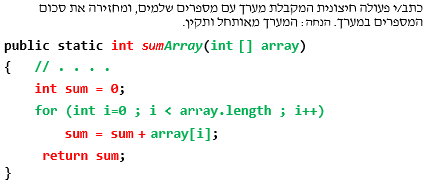 כתב/י פעולה חיצונית המקבלת מערך עם מספרים שלמים, ומחזירה את סכום
המספרים במערך. הנחה: המערך מאותחל ותקין.
public static int sumArray(int [] array)
{   // . . . .
int sum = 0;
for (int i=0 ; i < array.length ; i++)
sum = sum + array[i];
return sum;
}